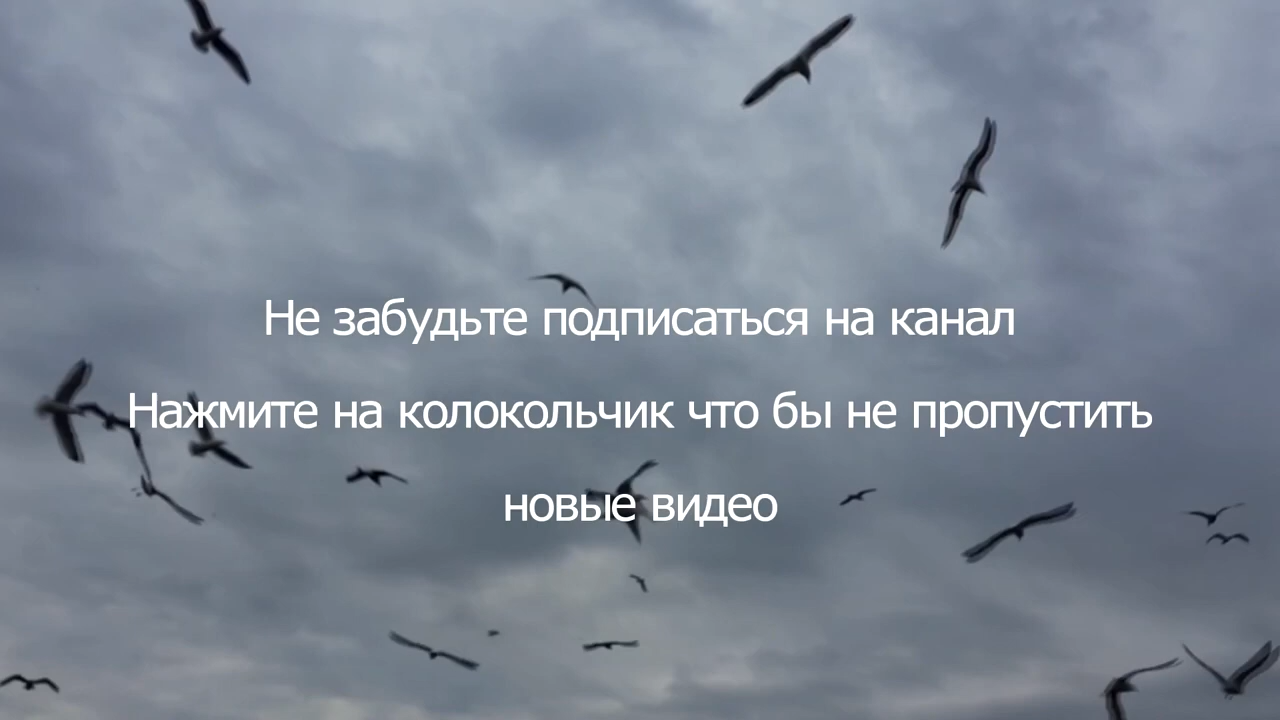 Не забудьте подписаться на канал
Нажмите на колокольчик что бы не пропустить
новые видео